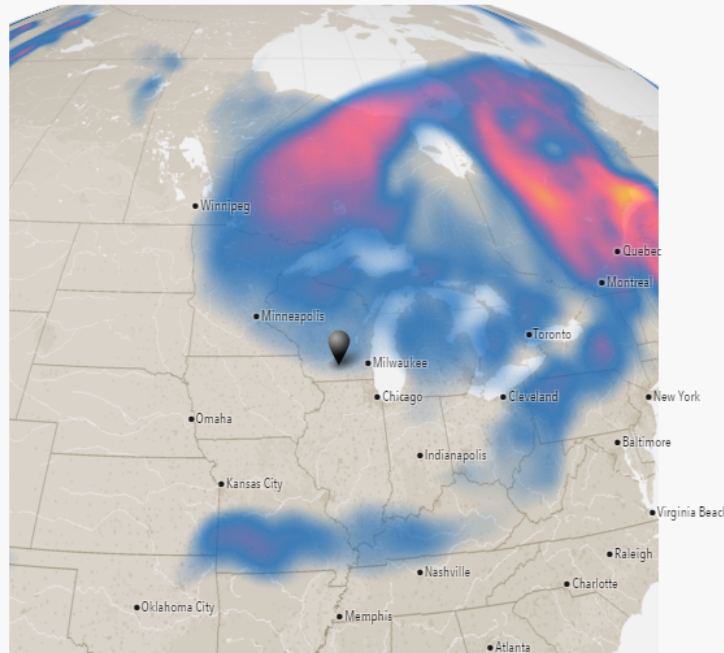 Winnipeg
Quebec
Montreal
Minneapolis
Toronto
Milwaukee
Chicago
Cleveland
New York
Omaha
Baltimore
Indianapolis
Kansas City
Virginia Beac
Raleigh
Nashville
Charlotte
Oklahoma City
Memphis
Atlanta